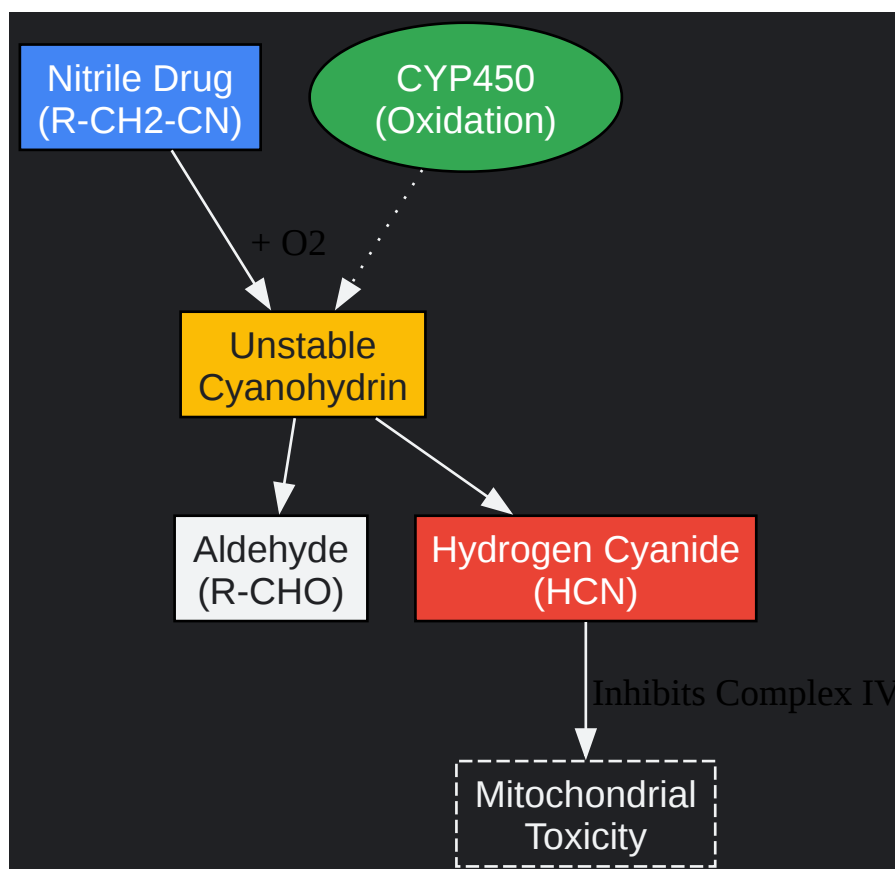 Nitrile Drug
(R-CH2-CN)
CYP450
(Oxidation)
+ O2
Unstable
Cyanohydrin
Aldehyde
(R-CHO)
Hydrogen Cyanide
(HCN)
Inhibits Complex IV
Mitochondrial
Toxicity